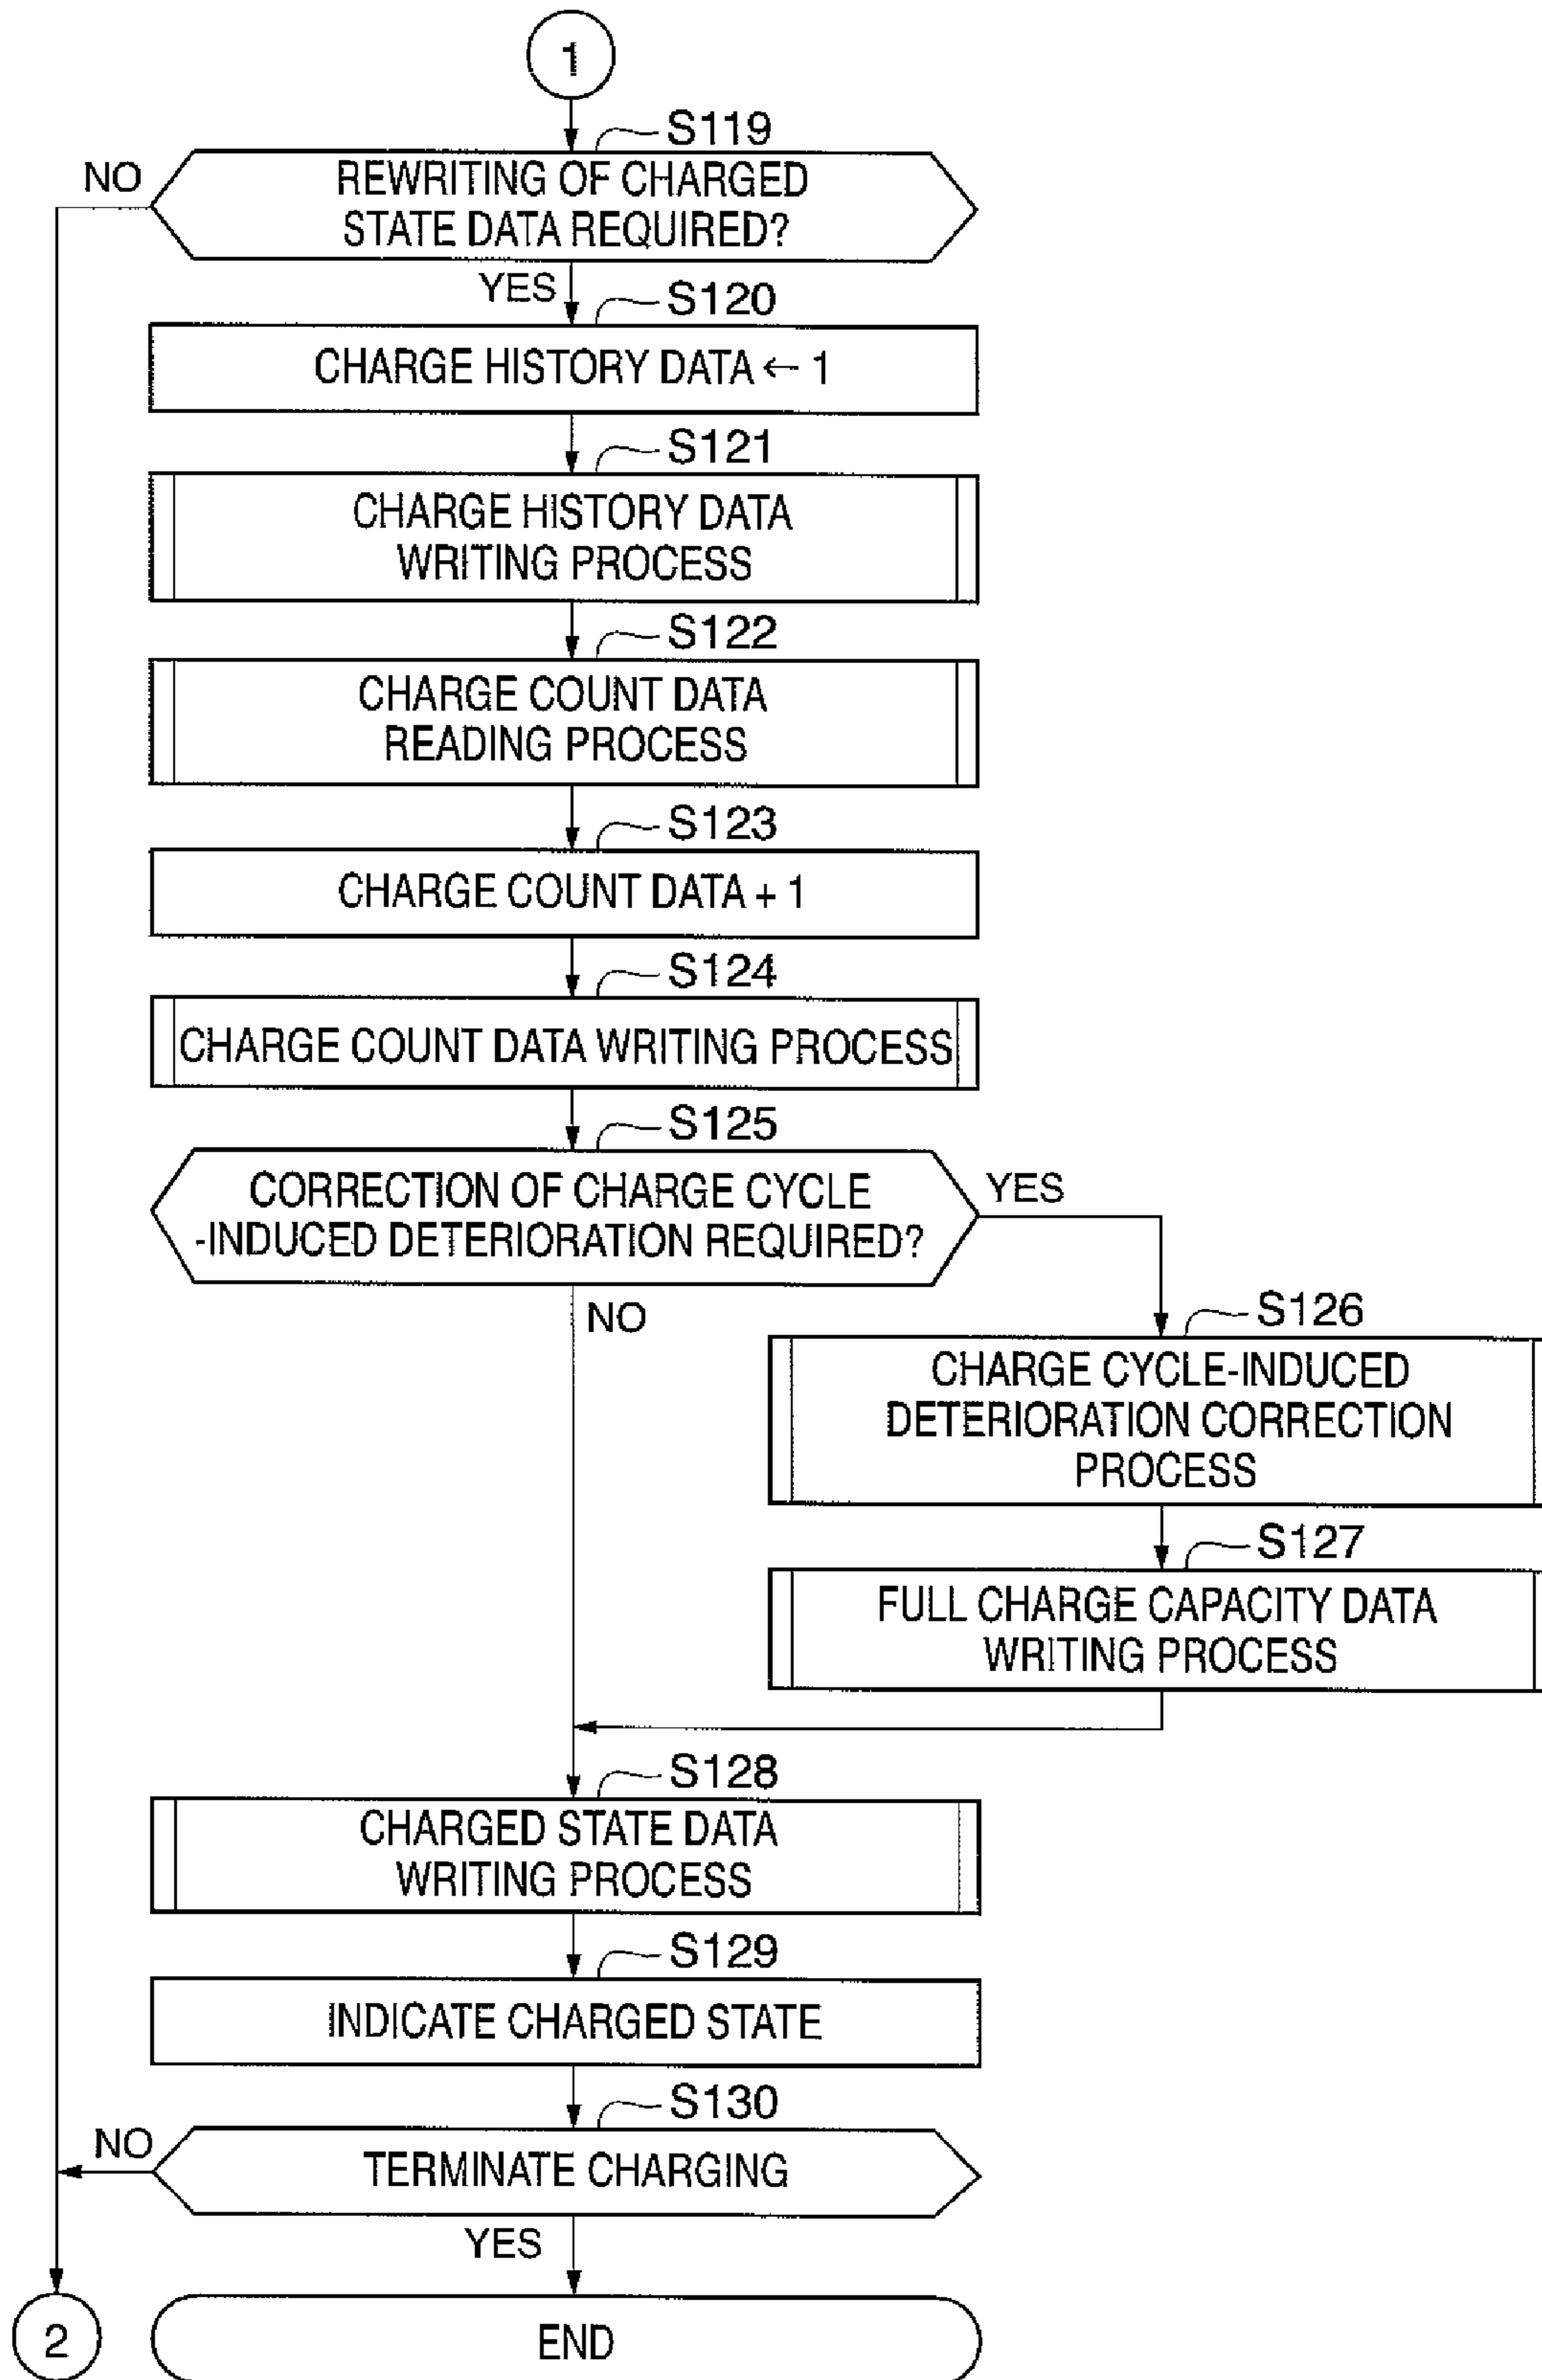 1
S119
NO
REWRITING OF CHARGED
STATE DATA REQUIRED?
YES
S120
CHARGE HISTORY DATA ← 1
S121
CHARGE HISTORY DATA
WRITING PROCESS
S122
CHARGE COUNT DATA
READING PROCESS
S123
CHARGE COUNT DATA + 1
S124
CHARGE COUNT DATA WRITING PROCESS
S125
CORRECTION OF CHARGE CYCLE
-INDUCED DETERIORATION REQUIRED?
YES
NO
S126
CHARGE CYCLE-INDUCED
DETERIORATION CORRECTION
PROCESS
S127
FULL CHARGE CAPACITY DATA
WRITING PROCESS
S128
CHARGED STATE DATA
WRITING PROCESS
S129
INDICATE CHARGED STATE
S130
NO
TERMINATE CHARGING
YES
2
END